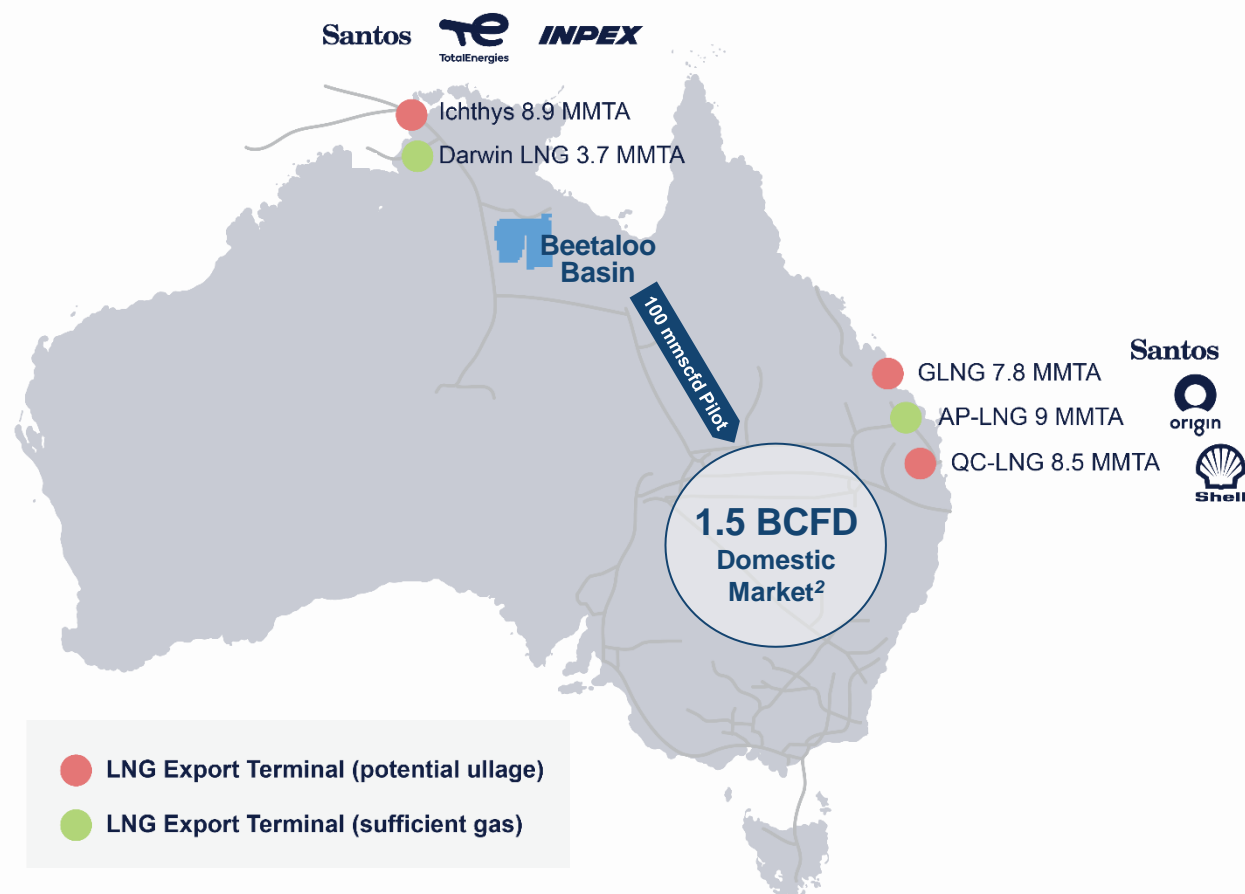 Santos
TotalEnergies
INPEX
Ichthys 8.9 MMTA
Darwin LNG 3.7 MMTA
Beetaloo
Basin
100 mmscfd Pilot
Santos
GLNG 7.8 MMTA
origin
AP-LNG 9 MMTA
QC-LNG 8.5 MMTA
Shell
1.5 BCFD
Domestic
Market²
LNG Export Terminal (potential ullage)
LNG Export Terminal (sufficient gas)